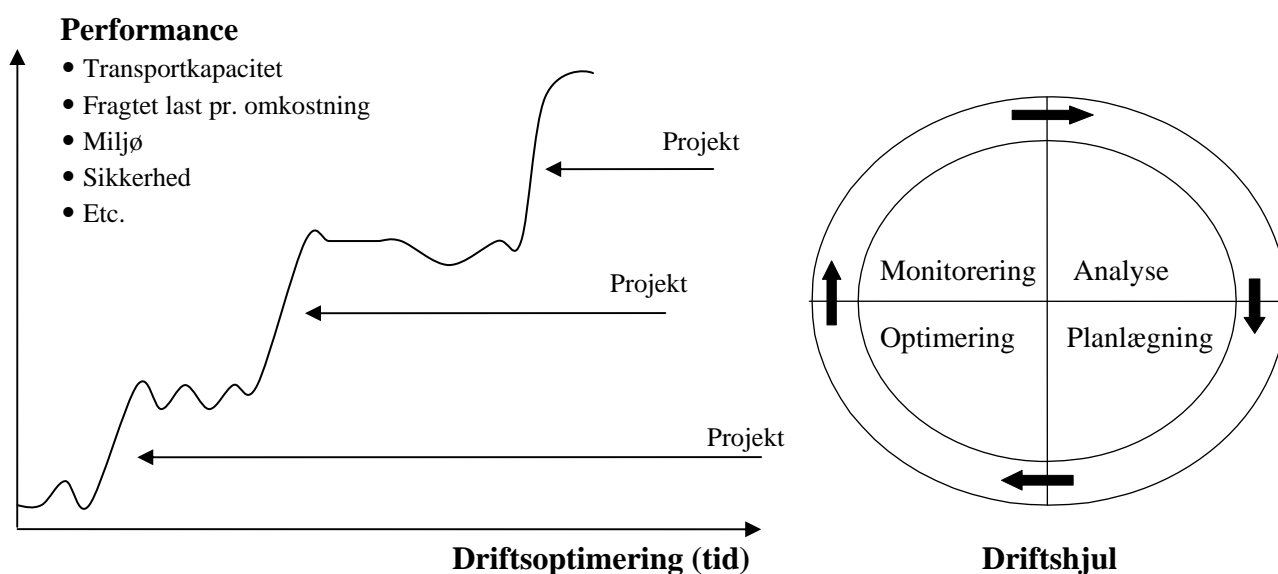 Performance
• Transportkapacitet
• Fragtet last pr. omkostning
• Miljø
• Sikkerhed
• Etc.
Projekt
Projekt
Projekt
Driftsoptimering (tid)
Monitorering
Analyse
Optimering
Planlægning
Driftshjul